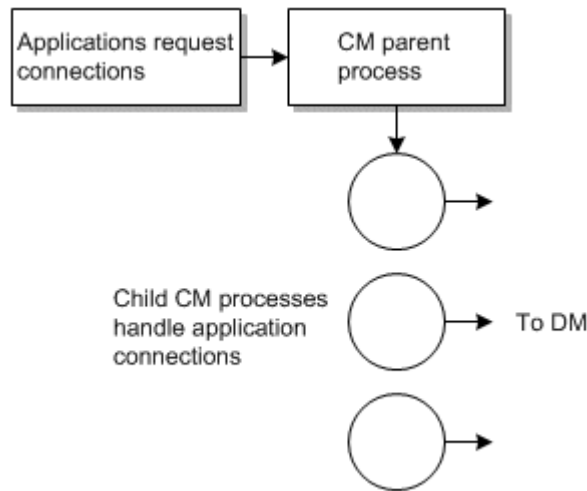 Applications request
connections
CM parent
process
Child CM processes
handle application
connections
To DM